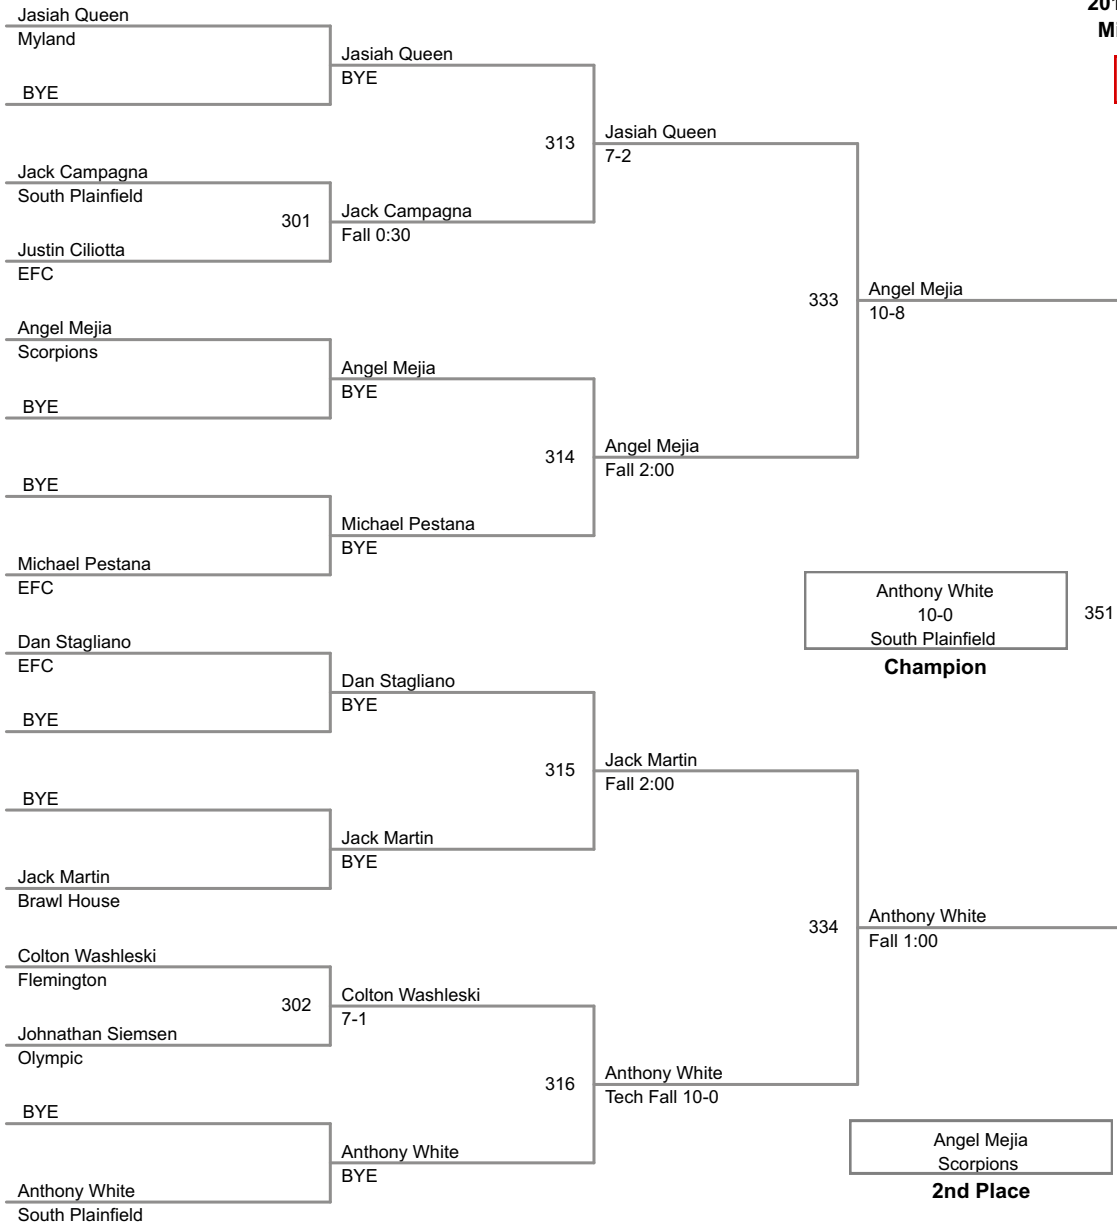 Jasiah Queen
Myland
BYE
Jack Campagna
South Plainfield
301
Justin Ciliotta
EFC
Angel Mejia
Scorpions
BYE
BYE
Michael Pestana
EFC
Dan Stagliano
EFC
BYE
BYE
Jack Martin
Brawl House
Colton Washleski
Flemington
302
Johnathan Siemsen
Olympic
BYE
Anthony White
South Plainfield
Jasiah Queen
BYE
313
Jack Campagna
Fall 0:30
Angel Mejia
BYE
314
Michael Pestana
BYE
Dan Stagliano
BYE
315
Jack Martin
BYE
Colton Washleski
7-1
316
Anthony White
BYE
Jasiah Queen
7-2
333
Angel Mejia
Fall 2:00
Jack Martin
Fall 2:00
334
Anthony White
Tech Fall 10-0
201
Mi
Angel Mejia
10-8
Anthony White
10-0
South Plainfield
351
Champion
Anthony White
Fall 1:00
Angel Mejia
Scorpions
2nd Place